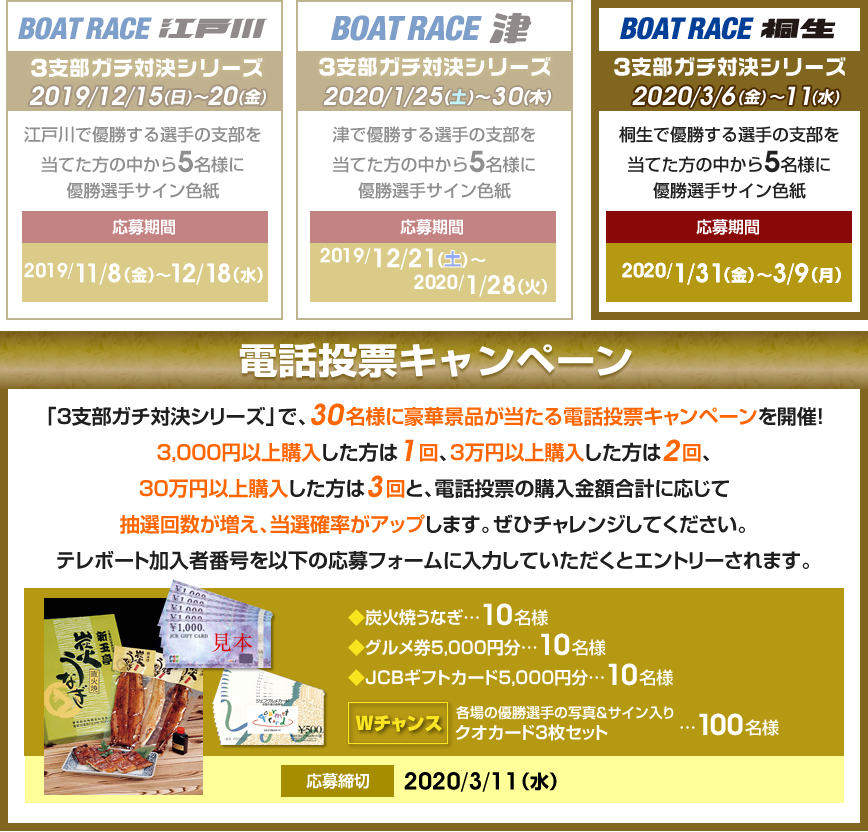 BOAT RACE 江戸川
3支部ガチ対決シリーズ
2019/12/15(日)~20(金)
江戸川で優勝する選手の支部を
当てた方の中から5名様に
優勝選手サイン色紙
応募期間
2019/11/8(金)~12/18(水)
BOAT RACE 津
3支部ガチ対決シリーズ
2020/1/25(土)~30(木)
津で優勝する選手の支部を
当てた方の中から5名様に
優勝選手サイン色紙
応募期間
2019/12/21(土)~
2020/1/28(火)
BOAT RACE 桐生
3支部ガチ対決シリーズ
2020/3/6(金)~11(水)
桐生で優勝する選手の支部を
当てた方の中から5名様に
優勝選手サイン色紙
応募期間
2020/1/31(金)~3/9(月)
電話投票キャンペーン
「3支部ガチ対決シリーズ」で、30名様に豪華景品が当たる電話投票キャンペーンを開催!
3,000円以上購入した方は1回、3万円以上購入した方は2回、
30万円以上購入した方は3回と、電話投票の購入金額合計に応じて
抽選回数が増え、当選確率がアップします。ぜひチャレンジしてください。
テレボート加入者番号を以下の応募フォームに入力していただくとエントリーされます。
新玉亭
炭火うなぎ
直火焼
¥1,000.
¥1,000.
¥1,000.
¥1,000.
¥1,000.
JCB GIFT CARD
見本
JCB
ジェフグルメカード
gourmet card
¥500
◆炭火焼うなぎ…10名様
◆グルメ券5,000円分…10名様
◆JCBギフトカード5,000円分…10名様
Wチャンス
各場の優勝選手の写真&サイン入り
クオカード3枚セット
…100名様
応募締切
2020/3/11(水)